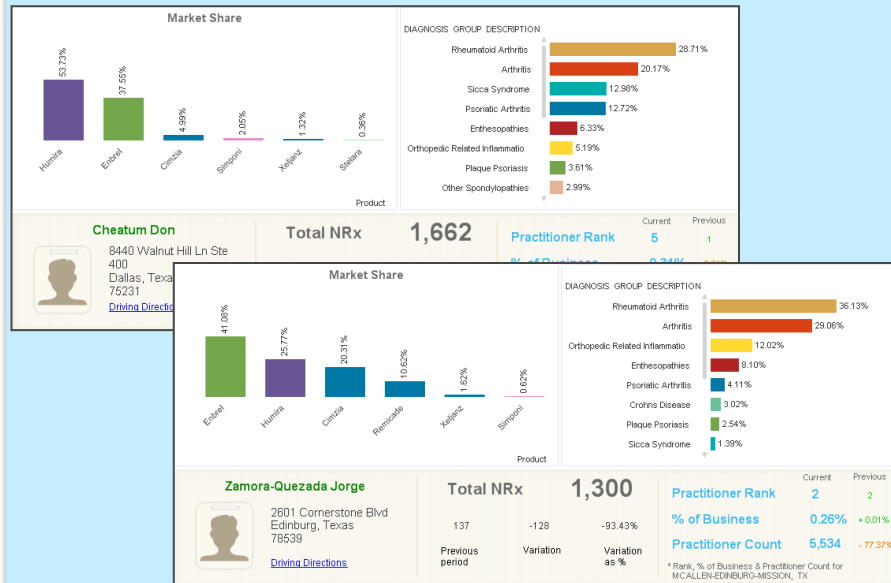 Market Share
53.73%
37.55%
4.99%
2.05%
1.32%
0.36%
Humira
Enbrel
Cimzia
Simponi
Xeljanz
Stelara
Product
DIAGNOSIS GROUP DESCRIPTION
Rheumatoid Arthritis 28.71%
Arthritis 20.17%
Sicca Syndrome 12.98%
Psoriatic Arthritis 12.72%
Enthesopathies 6.33%
Orthopedic Related Inflammatio 5.19%
Plaque Psoriasis 3.61%
Other Spondylopathies 2.99%
Cheatum Don
8440 Walnut Hill Ln Ste
400
Dallas, Texa
75231
Driving Directio
Total NRx 1,662
Current Previous
Practitioner Rank 5 1
Market Share
41.08%
25.77%
20.31%
10.62%
1.62%
0.62%
Enbrel
Humira
Cimzia
Remicade
Xeljanz
Simponi
Product
DIAGNOSIS GROUP DESCRIPTION
Rheumatoid Arthritis 36.13%
Arthritis 29.06%
Orthopedic Related Inflammatio 12.02%
Enthesopathies 8.10%
Psoriatic Arthritis 4.11%
Crohns Disease 3.02%
Plaque Psoriasis 2.54%
Sicca Syndrome 1.39%
Zamora-Quezada Jorge
2601 Cornerstone Blvd
Edinburg, Texas
78539
Driving Directions
Total NRx 1,300
137 -128 -93.43%
Previous period
Variation
Variation as %
Current Previous
Practitioner Rank 2 2
% of Business 0.26% + 0.01%
Practitioner Count 5,534 - 77.37%
* Rank, % of Business & Practitioner Count for
MCALLEN-EDINBURG-MISSION, TX